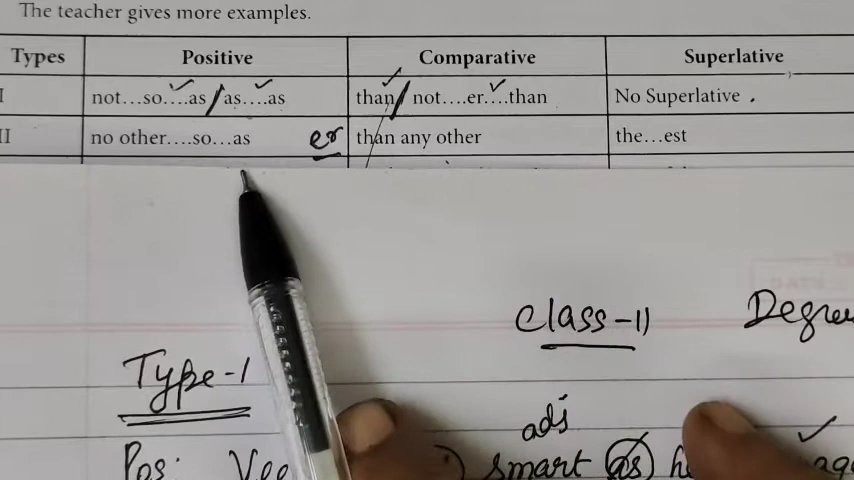 The teacher gives more examples.
Types Positive Comparative Superlative
I not...so....as/as....as than/not....er....than No Superlative .
II no other....so...as er than any other the...est
Class-11 Degree
Type-1
adj
Pos: Vee smart as he